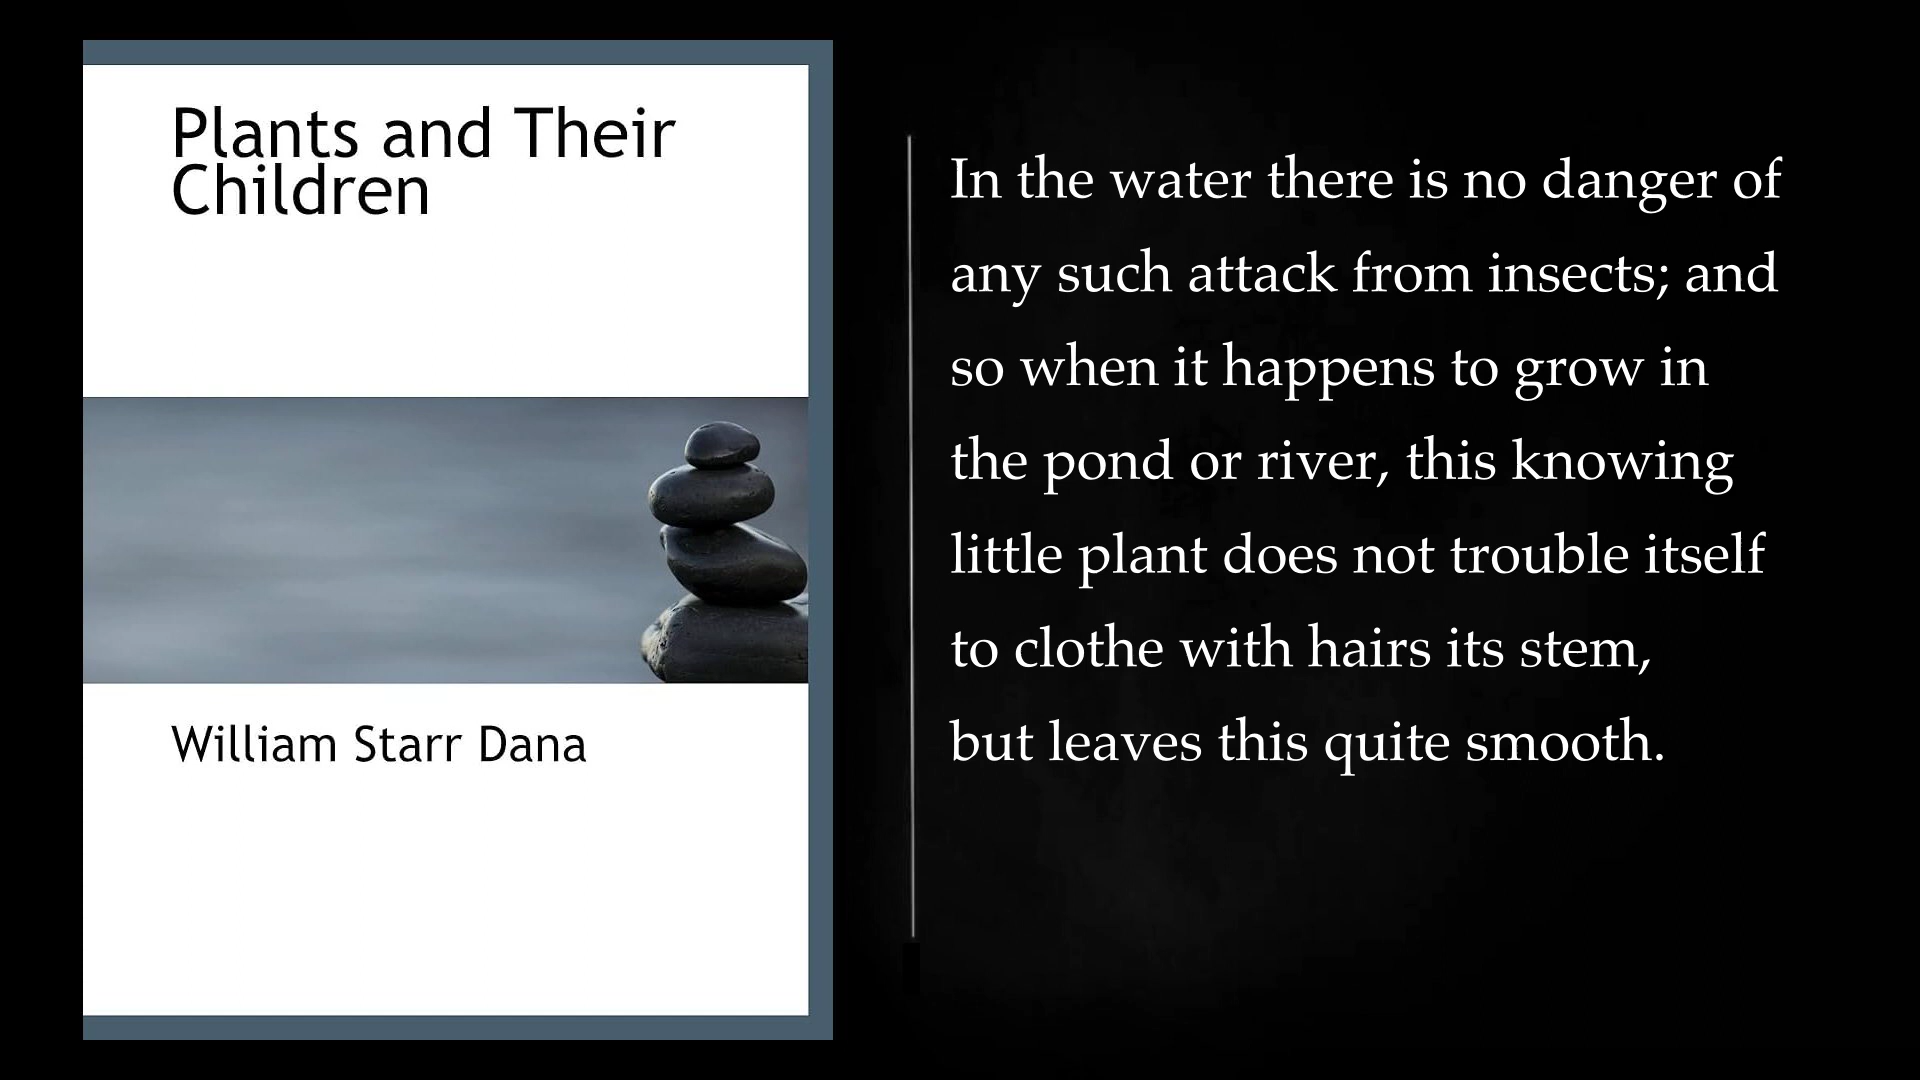 Plants and Their
Children
William Starr Dana
In the water there is no danger of
any such attack from insects; and
so when it happens to grow in
the pond or river, this knowing
little plant does not trouble itself
to clothe with hairs its stem,
but leaves this quite smooth.